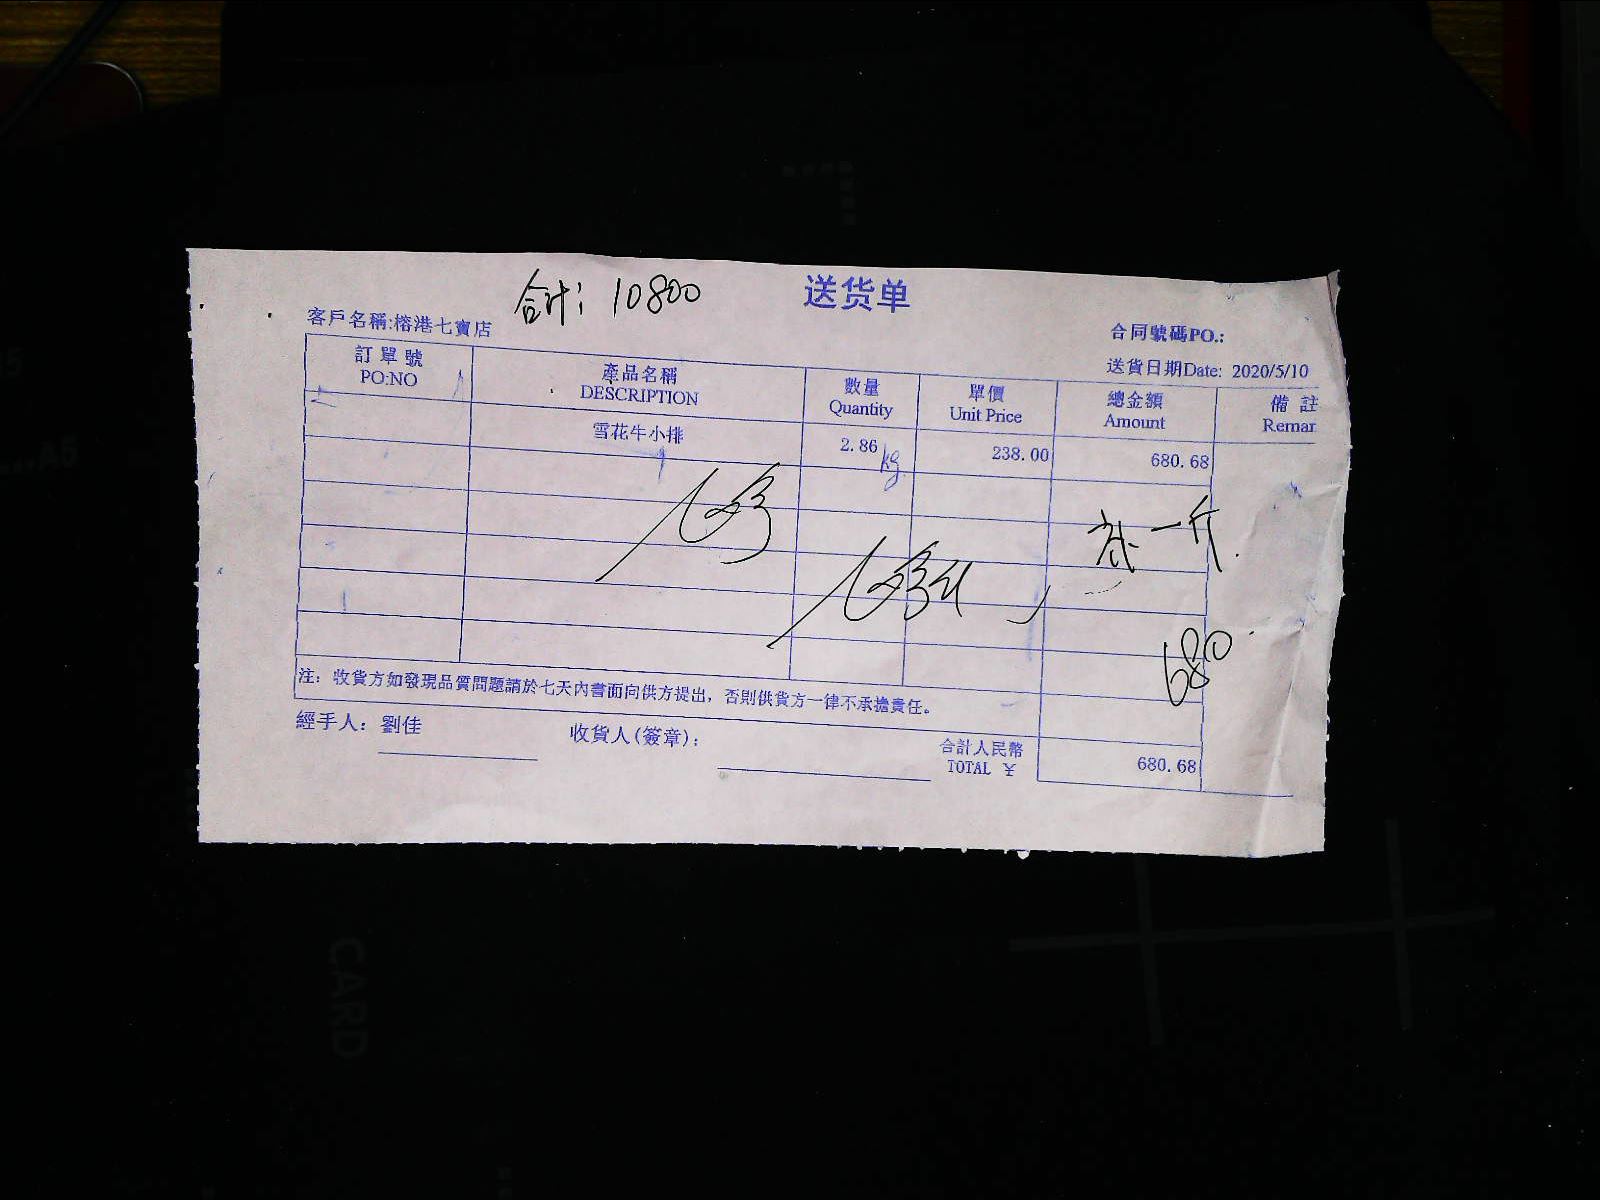 合计: 10800
送货单
客戶名稱:榕港七寶店
合同號碼PO.:
送貨日期Date: 2020/5/10
訂單號 產品名稱 數量 單價 總金額 備註
PO:NO DESCRIPTION Quantity Unit Price Amount Remar
雪花牛小排 2.86 kg 238.00 680.68
一斤
680
注: 收貨方如發現品質問題請於七天內書面向供方提出, 否則供貨方一律不承擔責任。
經手人: 劉佳 收貨人(簽章): 合計人民幣
TOTAL ¥ 680.68
CARD
A5